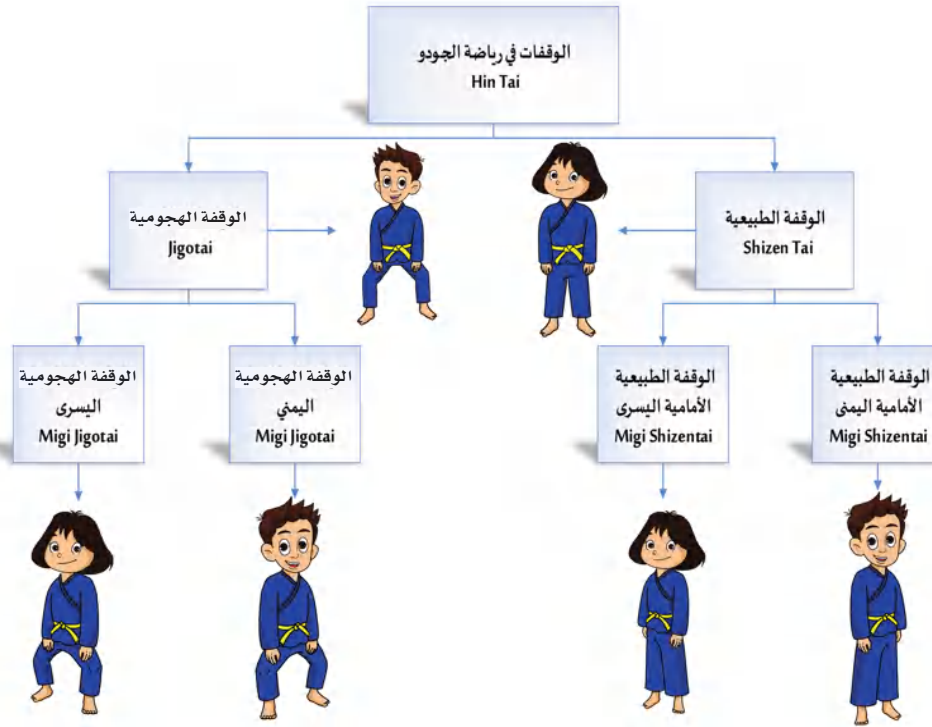 الوقفات في رياضة الجودو
Hin Tai
الوقفة الطبيعية
Shizen Tai
الوقفة الهجومية
Jigotai
الوقفة الطبيعية
الأمامية اليمنى
Migi Shizentai
الوقفة الطبيعية
الأمامية اليسرى
Migi Shizentai
الوقفة الهجومية
اليمني
Migi Jigotai
الوقفة الهجومية
اليسرى
Migi Jigotai